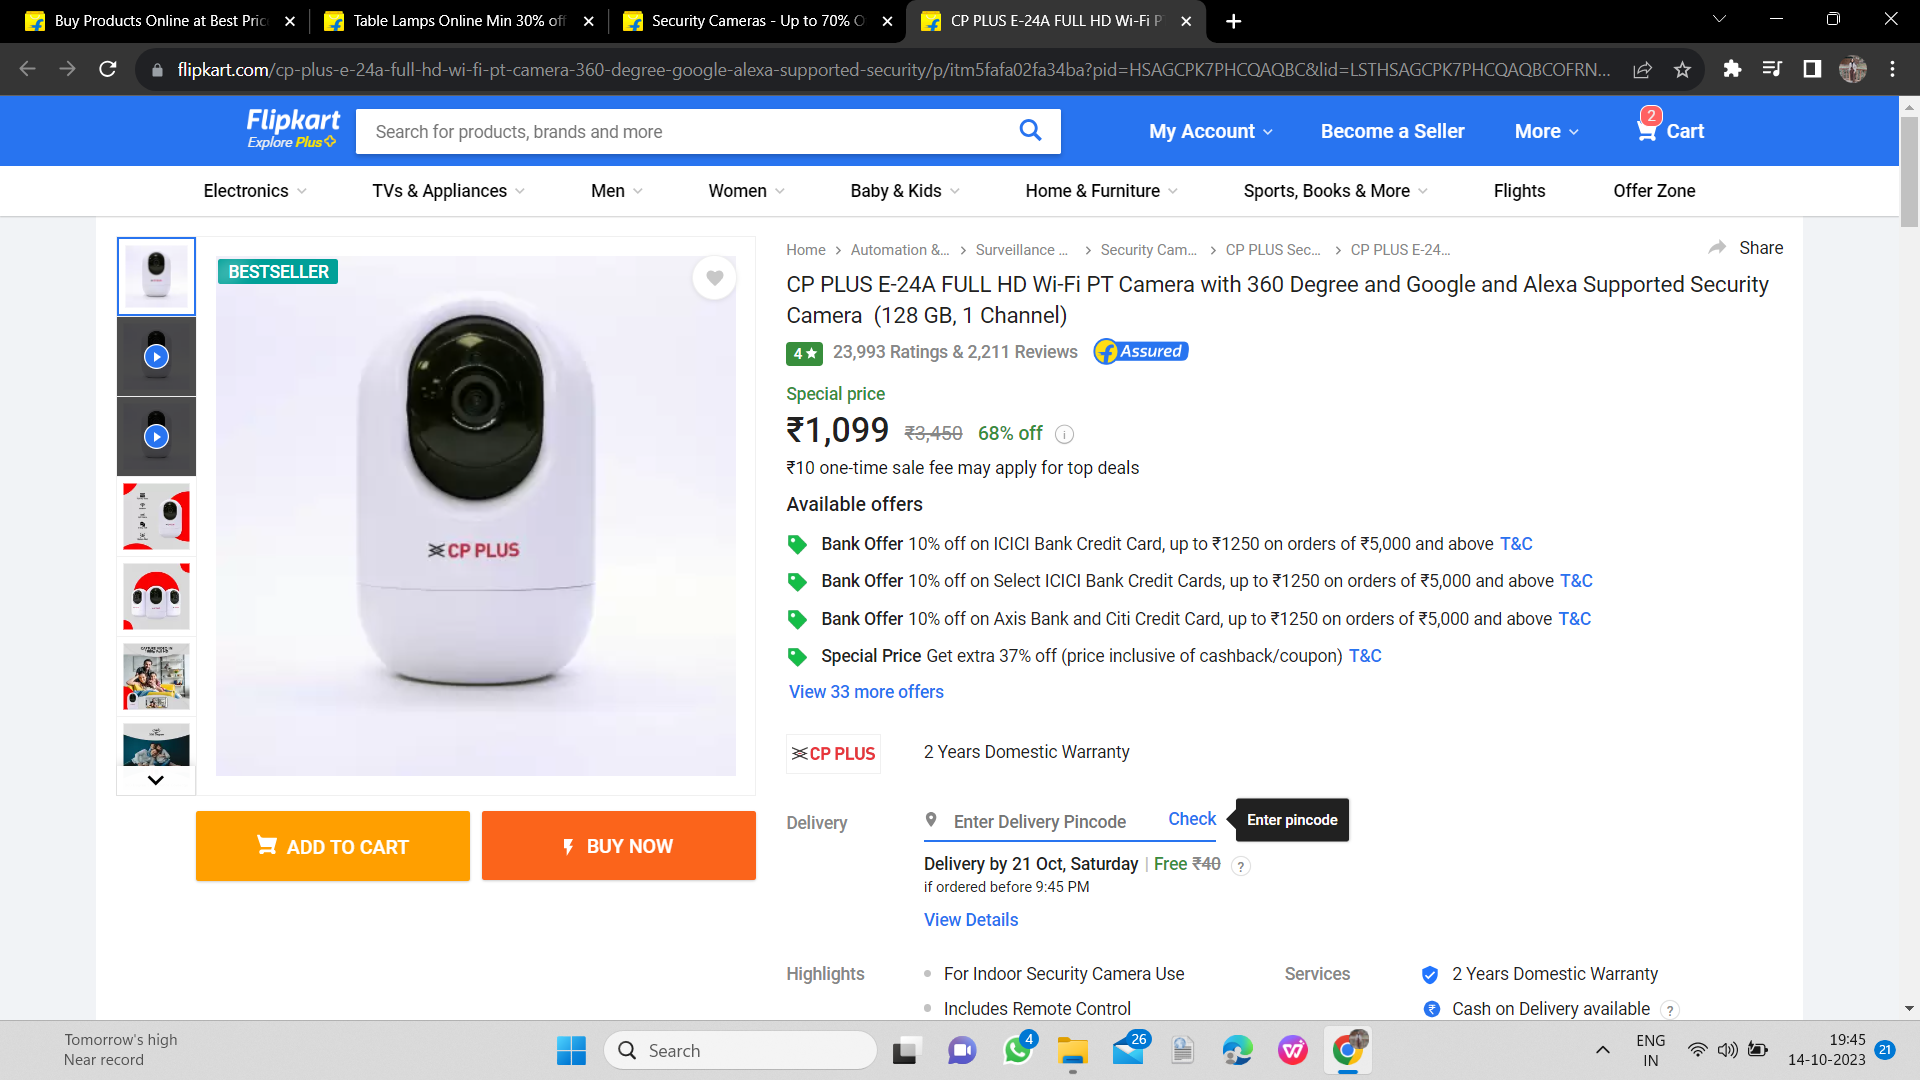 Buy Products Online at Best Pric
Table Lamps Online Min 30% off
Security Cameras - Up to 70% O
CP PLUS E-24A FULL HD Wi-Fi P
flipkart.com/cp-plus-e-24a-full-hd-wi-fi-pt-camera-360-degree-google-alexa-supported-security/p/itm5fafa02fa34ba?pid=HSAGCPK7PHCQAQBC&lid=LSTHSAGCPK7PHCQAQBCOFRN...
Flipkart
Explore Plus
Search for products, brands and more
My Account
Become a Seller
More
2
Cart
Electronics
TVs & Appliances
Men
Women
Baby & Kids
Home & Furniture
Sports, Books & More
Flights
Offer Zone
BESTSELLER
CP PLUS
Home
Automation &...
Surveillance ...
Security Cam...
CP PLUS Sec...
CP PLUS E-24...
Share
CP PLUS E-24A FULL HD Wi-Fi PT Camera with 360 Degree and Google and Alexa Supported Security
Camera (128 GB, 1 Channel)
4★ 23,993 Ratings & 2,211 Reviews
Assured
Special price
₹1,099 ₹3,450 68% off
₹10 one-time sale fee may apply for top deals
Available offers
Bank Offer 10% off on ICICI Bank Credit Card, up to ₹1250 on orders of ₹5,000 and above T&C
Bank Offer 10% off on Select ICICI Bank Credit Cards, up to ₹1250 on orders of ₹5,000 and above T&C
Bank Offer 10% off on Axis Bank and Citi Credit Card, up to ₹1250 on orders of ₹5,000 and above T&C
Special Price Get extra 37% off (price inclusive of cashback/coupon) T&C
View 33 more offers
CP PLUS
2 Years Domestic Warranty
Delivery
Enter Delivery Pincode
Check
Enter pincode
Delivery by 21 Oct, Saturday | Free ₹40 ?
if ordered before 9:45 PM
View Details
ADD TO CART
BUY NOW
Highlights
For Indoor Security Camera Use
Includes Remote Control
Services
2 Years Domestic Warranty
Cash on Delivery available ?
Tomorrow's high
Near record
Search
4
26
ENG
IN
19:45
14-10-2023
21